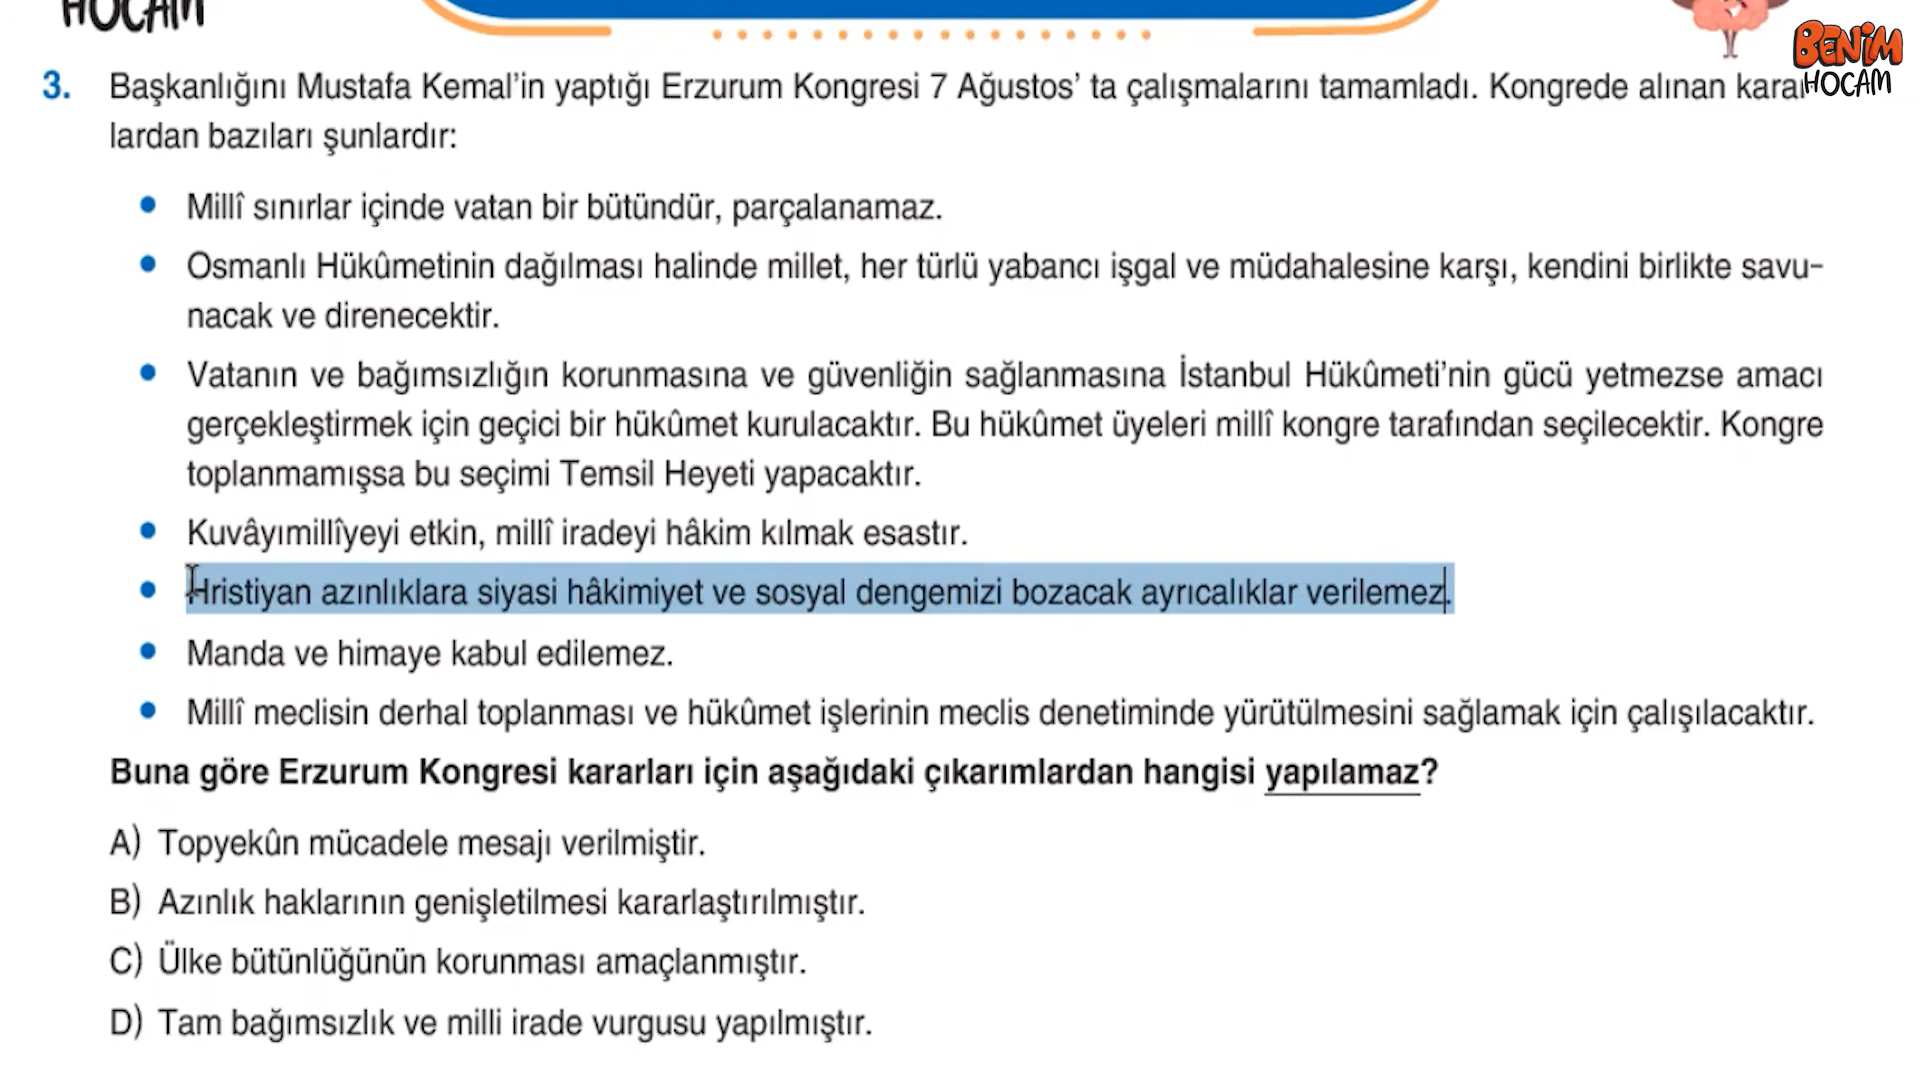 HOCAM
BENİM
HOCAM
3. Başkanlığını Mustafa Kemal'in yaptığı Erzurum Kongresi 7 Ağustos' ta çalışmalarını tamamladı. Kongrede alınan karar
lardan bazıları şunlardır:
• Millî sınırlar içinde vatan bir bütündür, parçalanamaz.
• Osmanlı Hükûmetinin dağılması halinde millet, her türlü yabancı işgal ve müdahalesine karşı, kendini birlikte savu-
nacak ve direnecektir.
• Vatanın ve bağımsızlığın korunmasına ve güvenliğin sağlanmasına İstanbul Hükûmeti'nin gücü yetmezse amacı
gerçekleştirmek için geçici bir hükûmet kurulacaktır. Bu hükûmet üyeleri millî kongre tarafından seçilecektir. Kongre
toplanmamışsa bu seçimi Temsil Heyeti yapacaktır.
• Kuvâyımillîyeyi etkin, millî iradeyi hâkim kılmak esastır.
• Hristiyan azınlıklara siyasi hâkimiyet ve sosyal dengemizi bozacak ayrıcalıklar verilemez.
• Manda ve himaye kabul edilemez.
• Millî meclisin derhal toplanması ve hükûmet işlerinin meclis denetiminde yürütülmesini sağlamak için çalışılacaktır.
Buna göre Erzurum Kongresi kararları için aşağıdaki çıkarımlardan hangisi yapılamaz?
A) Topyekûn mücadele mesajı verilmiştir.
B) Azınlık haklarının genişletilmesi kararlaştırılmıştır.
C) Ülke bütünlüğünün korunması amaçlanmıştır.
D) Tam bağımsızlık ve milli irade vurgusu yapılmıştır.